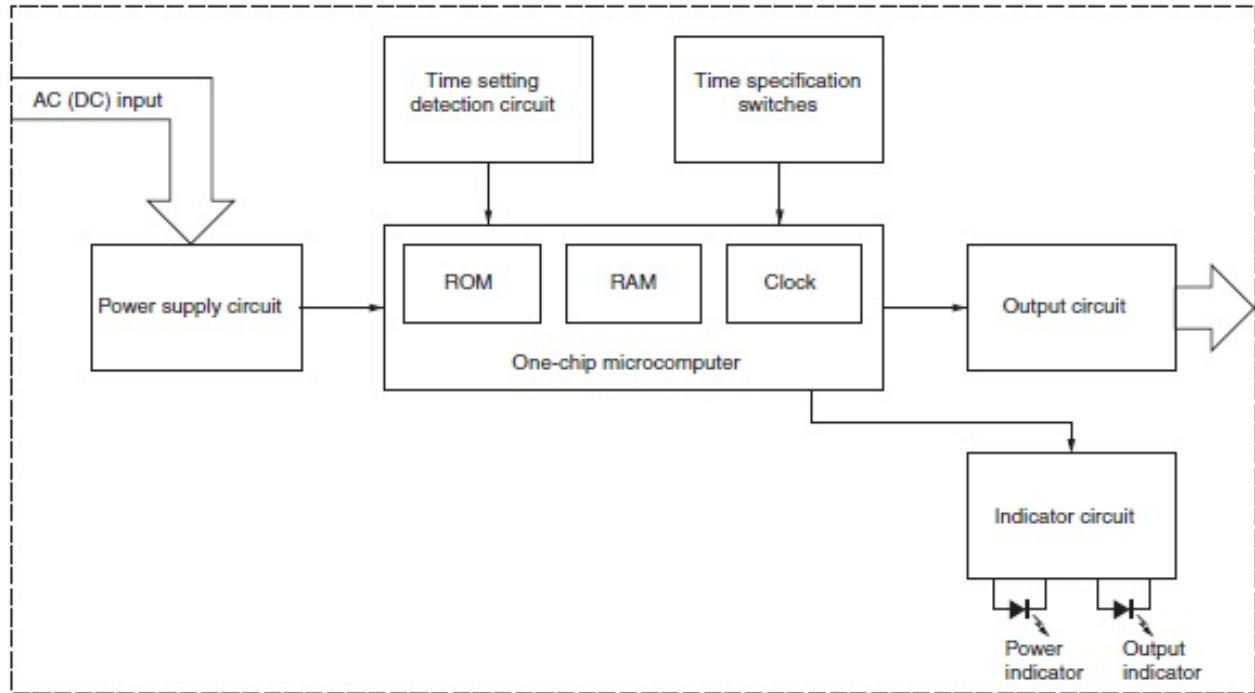 AC (DC) input
Time setting
detection circuit
Time specification
switches
Power supply circuit
ROM
RAM
Clock
One-chip microcomputer
Output circuit
Indicator circuit
Power
indicator
Output
indicator